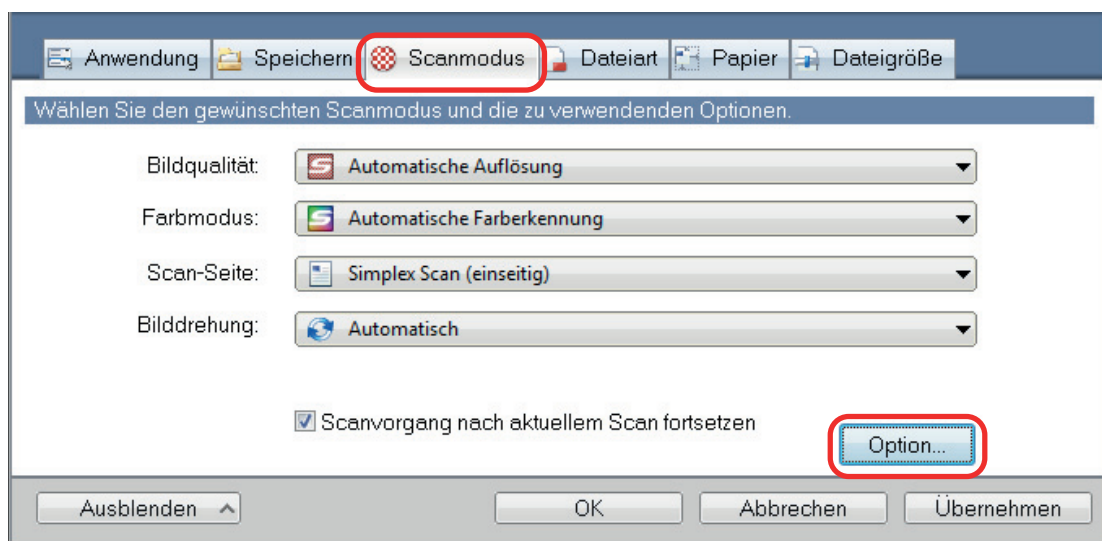 Anwendung Speichern Scanmodus Dateiart Papier Dateigröße
Wählen Sie den gewünschten Scanmodus und die zu verwendenden Optionen.
Bildqualität: Automatische Auflösung
Farbmodus: Automatische Farberkennung
Scan-Seite: Simplex Scan (einseitig)
Bilddrehung: Automatisch
Scanvorgang nach aktuellem Scan fortsetzen
Option...
Ausblenden OK Abbrechen Übernehmen